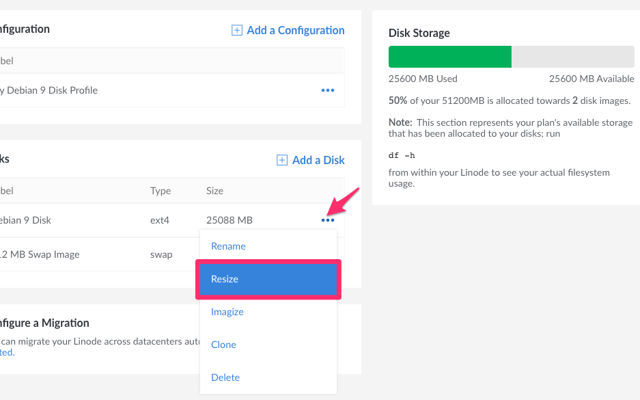 nfiguration
Add a Configuration
bel
y Debian 9 Disk Profile
ks
Add a Disk
bel Type Size
ebian 9 Disk ext4 25088 MB
.2 MB Swap Image swap
Rename
Resize
Imagize
Clone
Delete
nfigure a Migration
can migrate your Linode across datacenters auto
ted.
Disk Storage
25600 MB Used 25600 MB Available
50% of your 51200MB is allocated towards 2 disk images.
Note: This section represents your plan's available storage
that has been allocated to your disks; run
df -h
from within your Linode to see your actual filesystem
usage.